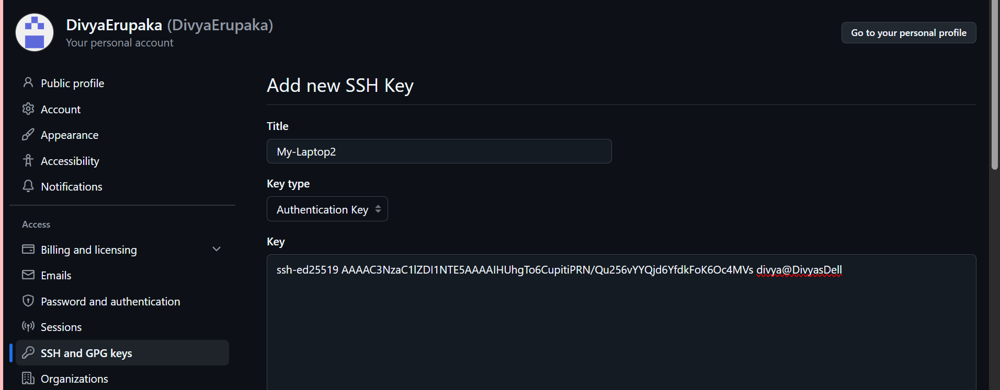 DivyaErupaka (DivyaErupaka)
Your personal account
Go to your personal profile
Public profile
Account
Appearance
Accessibility
Notifications
Access
Billing and licensing
Emails
Password and authentication
Sessions
SSH and GPG keys
Organizations
Add new SSH Key
Title
My-Laptop2
Key type
Authentication Key
Key
ssh-ed25519 AAAAC3NzaC1lZDI1NTE5AAAAIHUhgTo6CupitiPRN/Qu256vYYQjd6YfdkFoK6Oc4MVs divya@DivyasDell